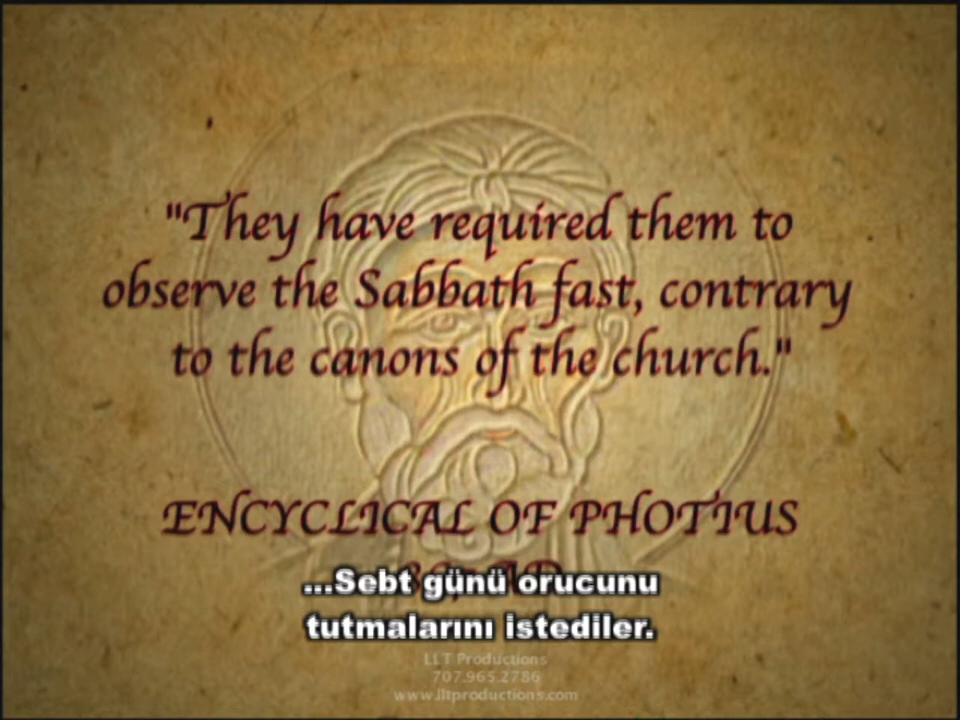 "They have required them to
observe the Sabbath fast, contrary
to the canons of the church."
ENCYCLICAL OF PHOTIUS
...Sebt günü orucunu
tutmalarını istediler.
LLT Productions
707.965.2786
www.lltproductions.com